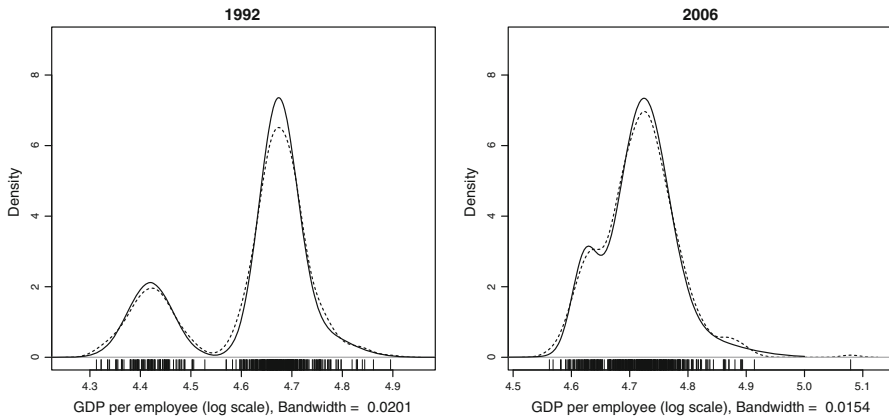 1992
Density
0 2 4 6 8
4.3 4.4 4.5 4.6 4.7 4.8 4.9
GDP per employee (log scale), Bandwidth = 0.0201
2006
Density
0 2 4 6 8
4.5 4.6 4.7 4.8 4.9 5.0 5.1
GDP per employee (log scale), Bandwidth = 0.0154